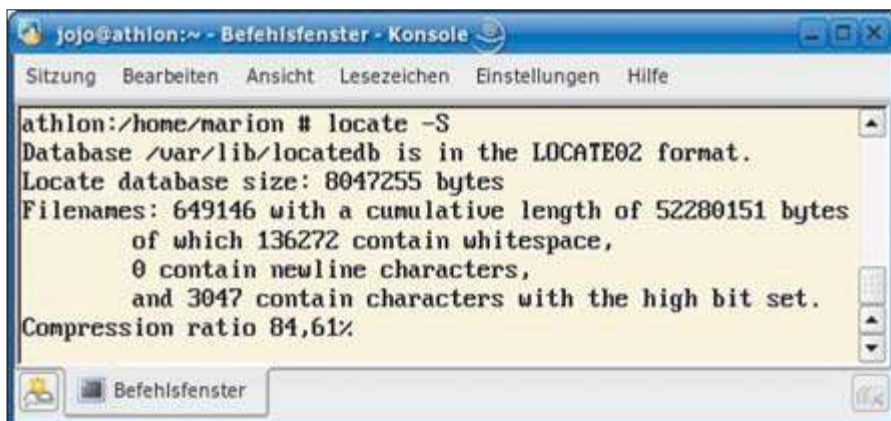 jojo@athlon:~ - Befehlsfenster - Konsole
Sitzung Bearbeiten Ansicht Lesezeichen Einstellungen Hilfe
athlon:/home/marion # locate -S
Database /var/lib/locatedb is in the LOCATE02 format.
Locate database size: 8047255 bytes
Filenames: 649146 with a cumulative length of 52280151 bytes
of which 136272 contain whitespace,
0 contain newline characters,
and 3047 contain characters with the high bit set.
Compression ratio 84,61%
Befehlsfenster